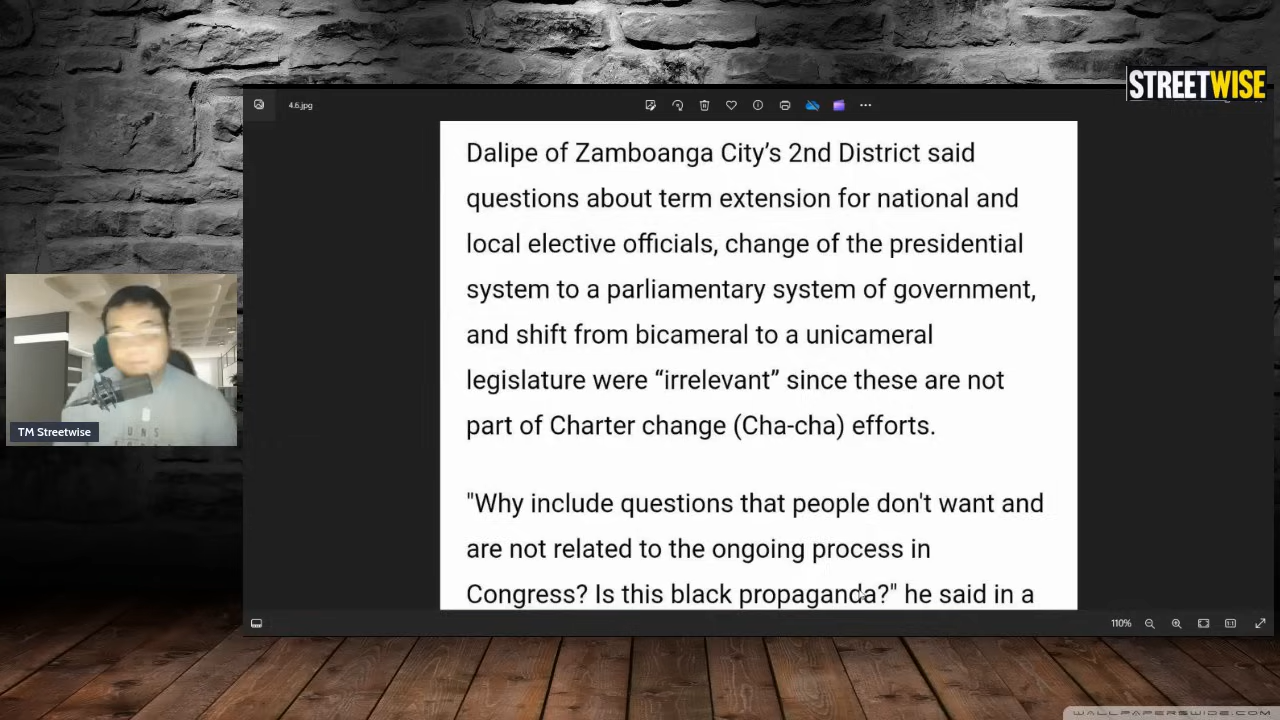 STREETWISE
4.6.jpg
Dalipe of Zamboanga City’s 2nd District said
questions about term extension for national and
local elective officials, change of the presidential
system to a parliamentary system of government,
and shift from bicameral to a unicameral
legislature were “irrelevant” since these are not
part of Charter change (Cha-cha) efforts.
"Why include questions that people don't want and
are not related to the ongoing process in
Congress? Is this black propaganda?" he said in a
TM Streetwise
110%
WALLPAPERSWIDE.COM